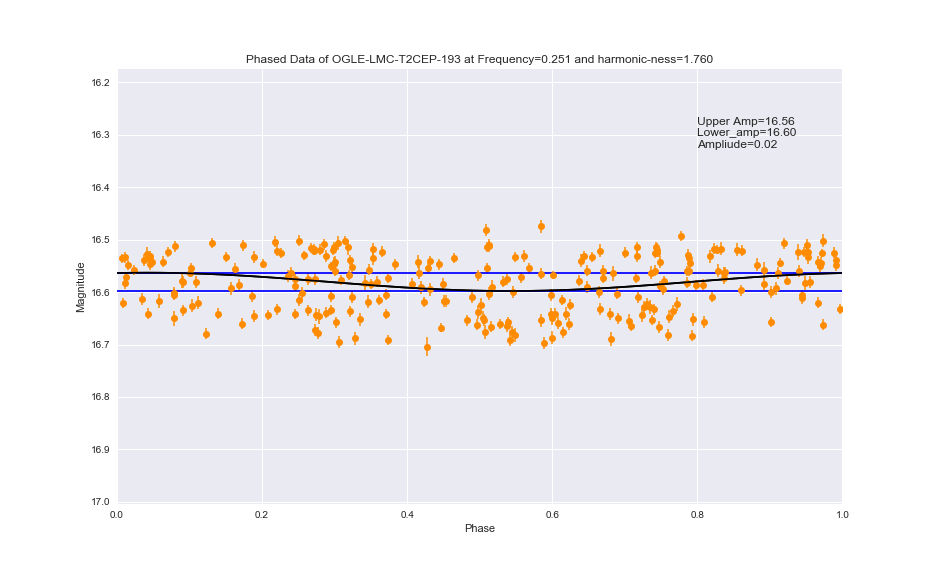 Phased Data of OGLE-LMC-T2CEP-193 at Frequency=0.251 and harmonic-ness=1.760
16.2
16.3
16.4
16.5
16.6
16.7
16.8
16.9
17.0
Magnitude
Upper Amp=16.56
Lower_amp=16.60
Ampliude=0.02
0.0 0.2 0.4 0.6 0.8 1.0
Phase